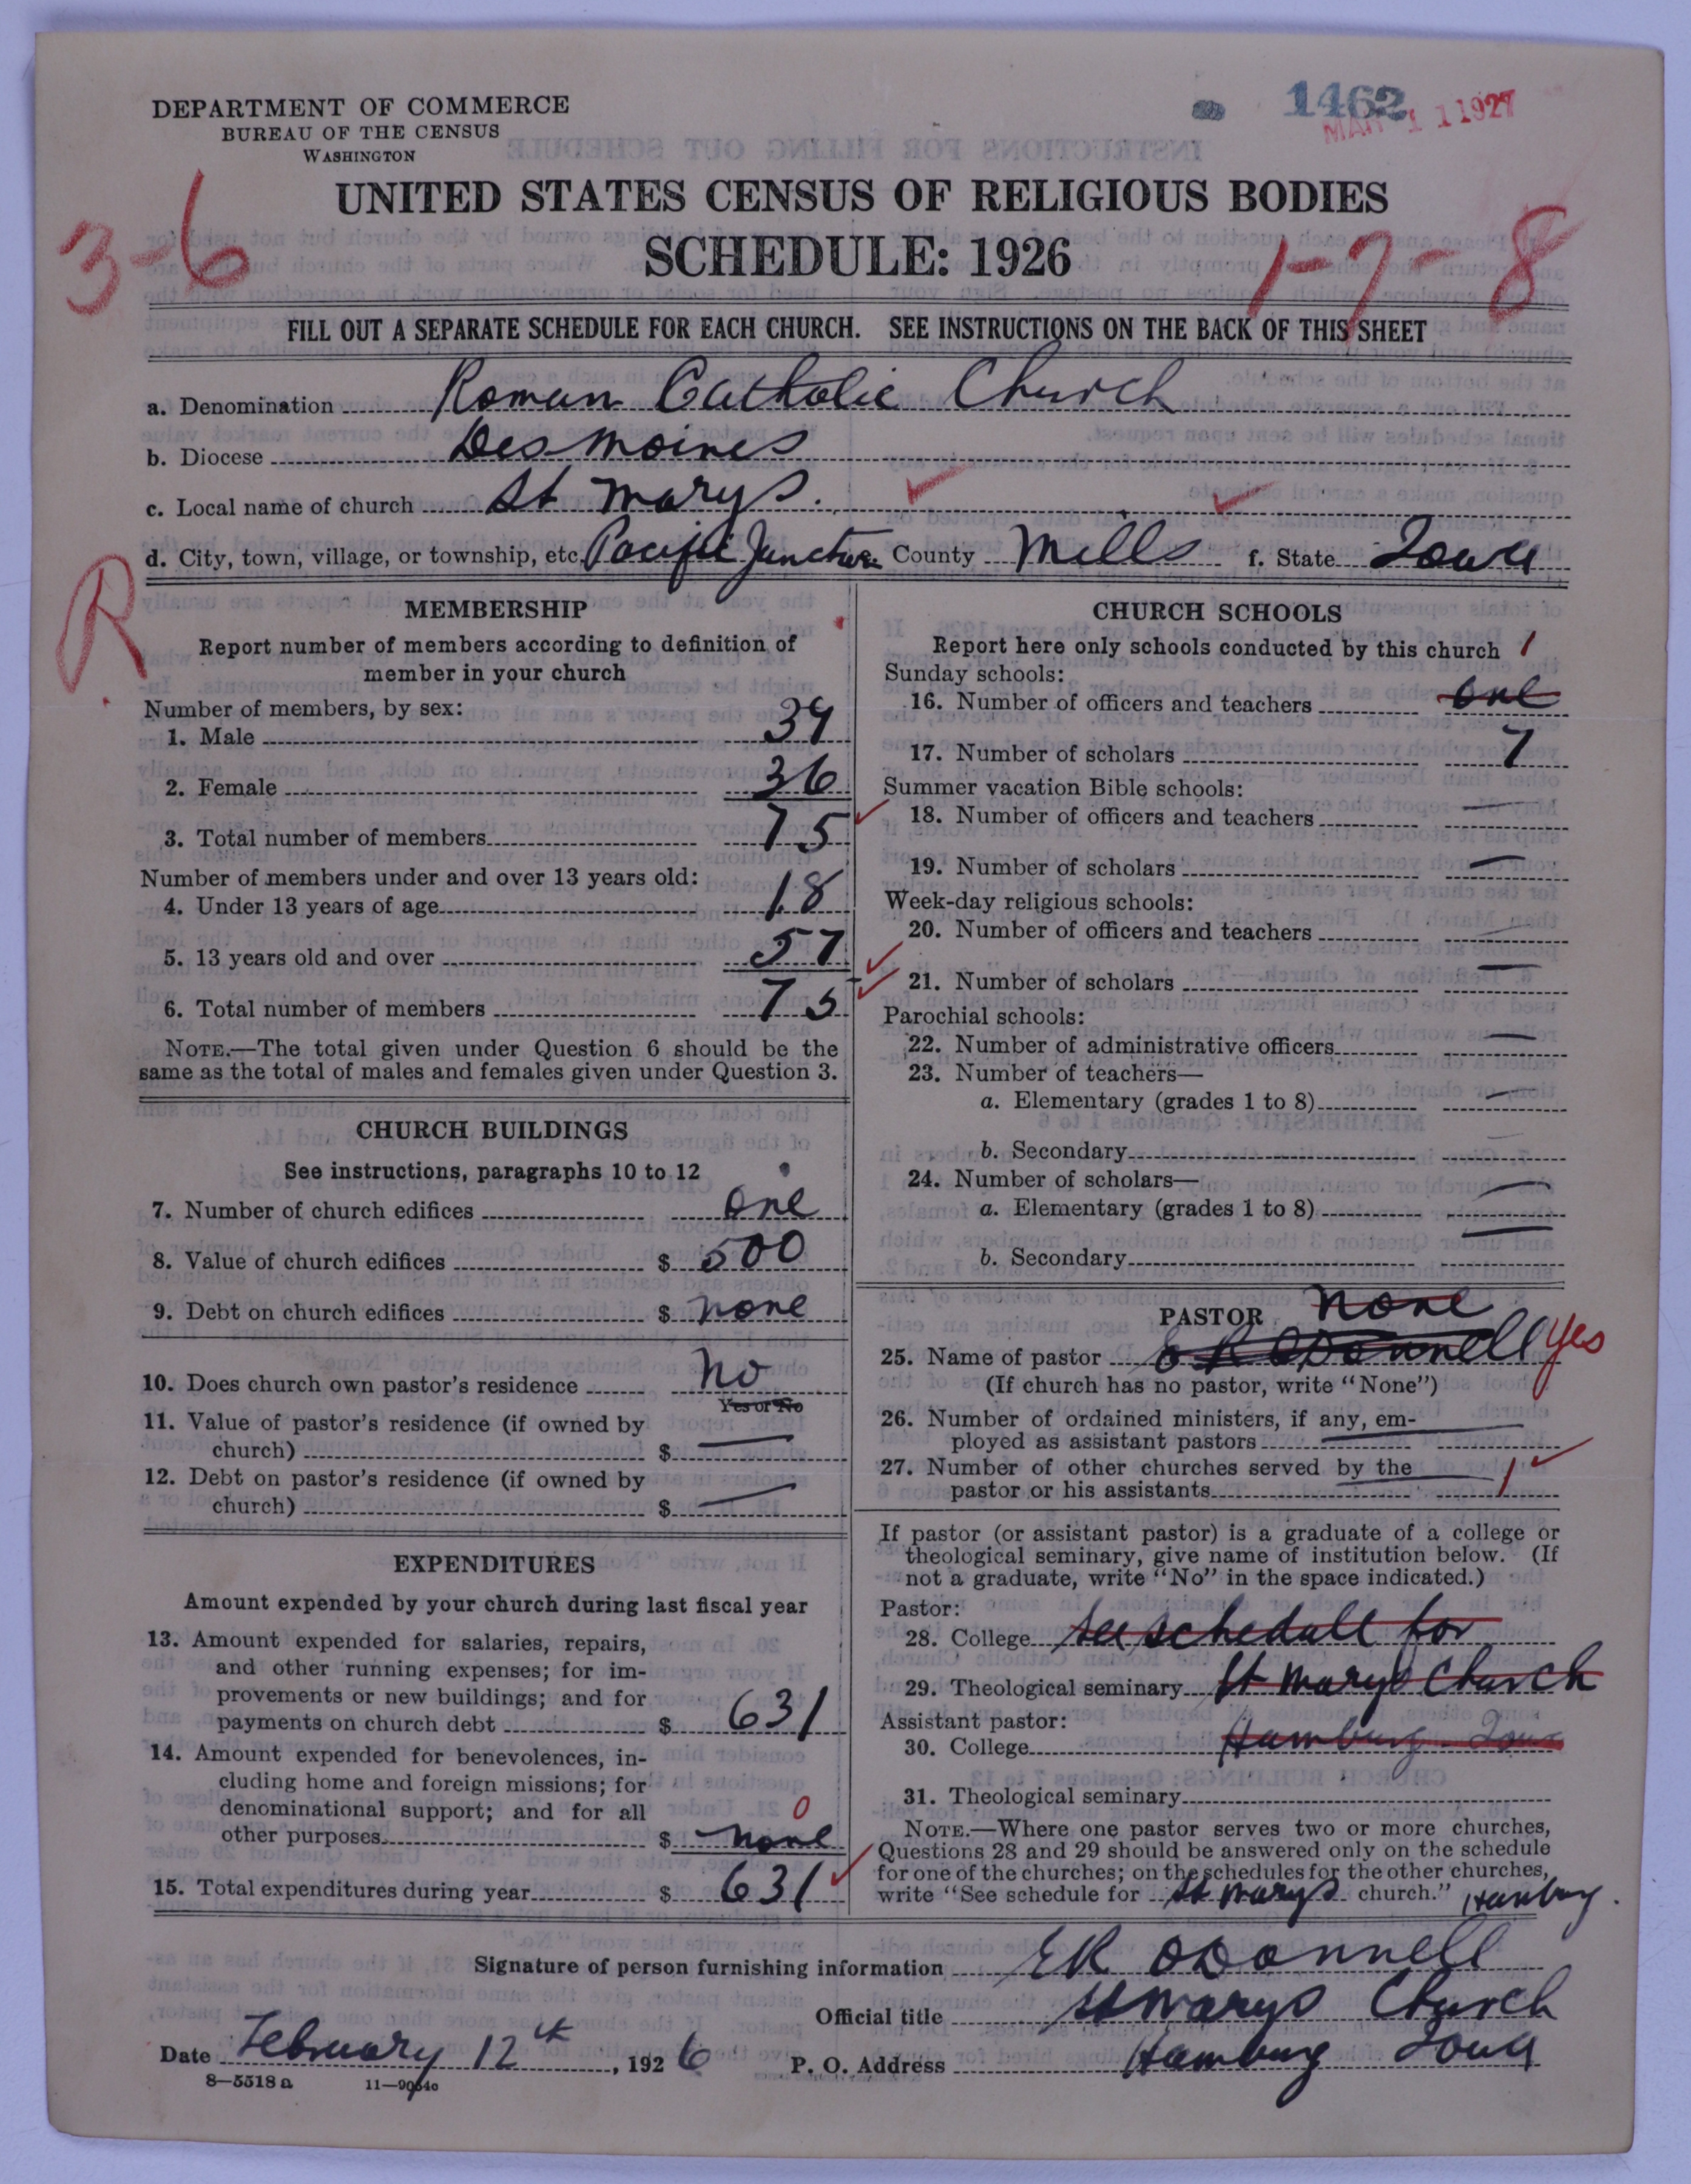 DEPARTMENT OF COMMERCE
BUREAU OF THE CENSUS
WASHINGTON
1462
MAR 11 1927
UNITED STATES CENSUS OF RELIGIOUS BODIES
SCHEDULE: 1926
3-6
1-7-8
FILL OUT A SEPARATE SCHEDULE FOR EACH CHURCH. SEE INSTRUCTIONS ON THE BACK OF THIS SHEET
a. Denomination Roman Catholic Church
b. Diocese Des Moines
c. Local name of church St Marys.
d. City, town, village, or township, etc. Pacific Junction e. County Mills f. State Iowa
R
MEMBERSHIP
Report number of members according to definition of
member in your church
Number of members, by sex:
1. Male 39
2. Female 36
3. Total number of members 75
Number of members under and over 13 years old:
4. Under 13 years of age 18
5. 13 years old and over 57
6. Total number of members 75
NOTE.—The total given under Question 6 should be the
same as the total of males and females given under Question 3.
CHURCH BUILDINGS
See instructions, paragraphs 10 to 12
7. Number of church edifices one
8. Value of church edifices $ 500
9. Debt on church edifices $ none
10. Does church own pastor's residence No
Yes or No
11. Value of pastor's residence (if owned by
church) $ —
12. Debt on pastor's residence (if owned by
church) $ —
EXPENDITURES
Amount expended by your church during last fiscal year
13. Amount expended for salaries, repairs,
and other running expenses; for im-
provements or new buildings; and for
payments on church debt $ 631
14. Amount expended for benevolences, in-
cluding home and foreign missions; for
denominational support; and for all 0
other purposes $ none
15. Total expenditures during year $ 631
CHURCH SCHOOLS
Report here only schools conducted by this church 1
Sunday schools:
16. Number of officers and teachers one
17. Number of scholars 7
Summer vacation Bible schools:
18. Number of officers and teachers —
19. Number of scholars —
Week-day religious schools:
20. Number of officers and teachers —
21. Number of scholars —
Parochial schools:
22. Number of administrative officers —
23. Number of teachers—
a. Elementary (grades 1 to 8) —
b. Secondary —
24. Number of scholars—
a. Elementary (grades 1 to 8) —
b. Secondary —
PASTOR none
25. Name of pastor E R ODonnell yes
(If church has no pastor, write "None")
26. Number of ordained ministers, if any, em-
ployed as assistant pastors —
27. Number of other churches served by the
pastor or his assistants 1
If pastor (or assistant pastor) is a graduate of a college or
theological seminary, give name of institution below. (If
not a graduate, write "No" in the space indicated.)
Pastor:
28. College see schedule for
29. Theological seminary St Marys Church
Assistant pastor:
30. College Hamburg Iowa
31. Theological seminary
NOTE.—Where one pastor serves two or more churches,
Questions 28 and 29 should be answered only on the schedule
for one of the churches; on the schedules for the other churches,
write "See schedule for St Marys church." Hamburg.
Signature of person furnishing information E R ODonnell
Official title St Marys Church
Date February 12th, 1926 P. O. Address Hamburg Iowa
8—5518 a 11—9054o